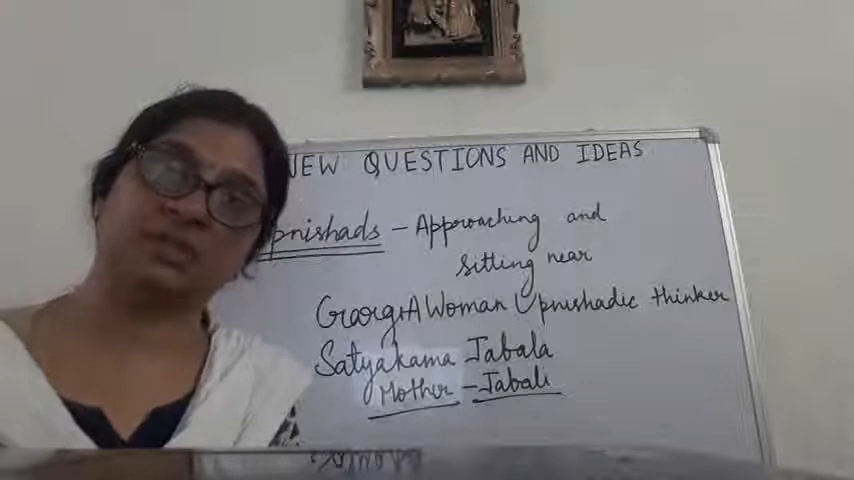 NEW QUESTIONS AND IDEAS
Upnishads - Approaching and
sitting near
Gargi A Woman Upnishadic thinker
Satyakama Jabala
Mother - Jabali